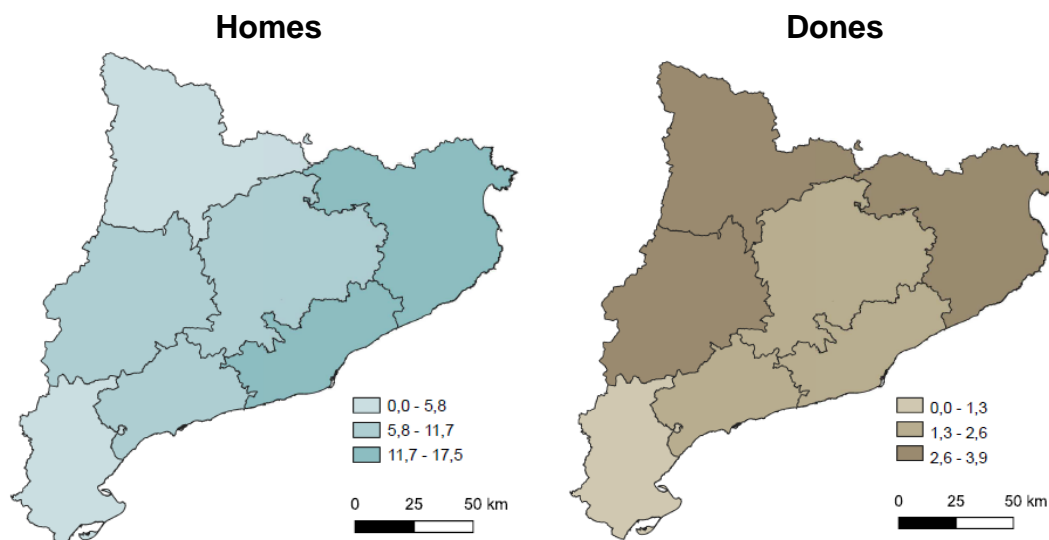 Homes
Dones
0,0 - 5,8
5,8 - 11,7
11,7 - 17,5
0 25 50 km
0,0 - 1,3
1,3 - 2,6
2,6 - 3,9
0 25 50 km